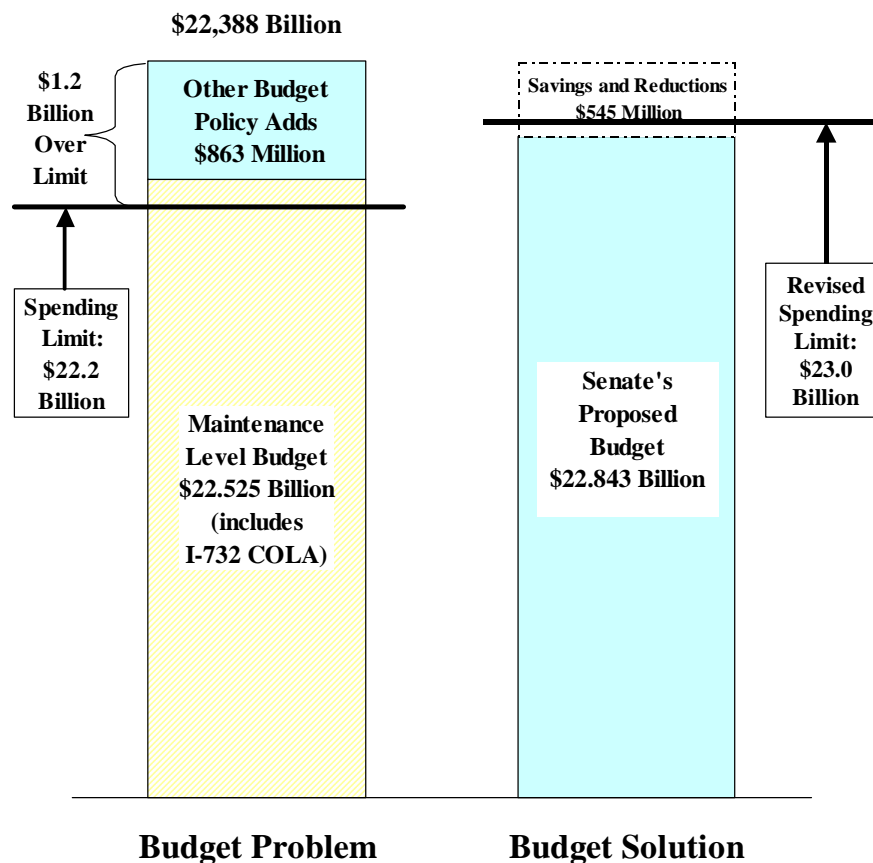 $22,388 Billion
$1.2
Billion
Over
Limit
Other Budget
Policy Adds
$863 Million
Savings and Reductions
$545 Million
Spending
Limit:
$22.2
Billion
Revised
Spending
Limit:
$23.0
Billion
Maintenance
Level Budget
$22.525 Billion
(includes
I-732 COLA)
Senate's
Proposed
Budget
$22.843 Billion
Budget Problem
Budget Solution